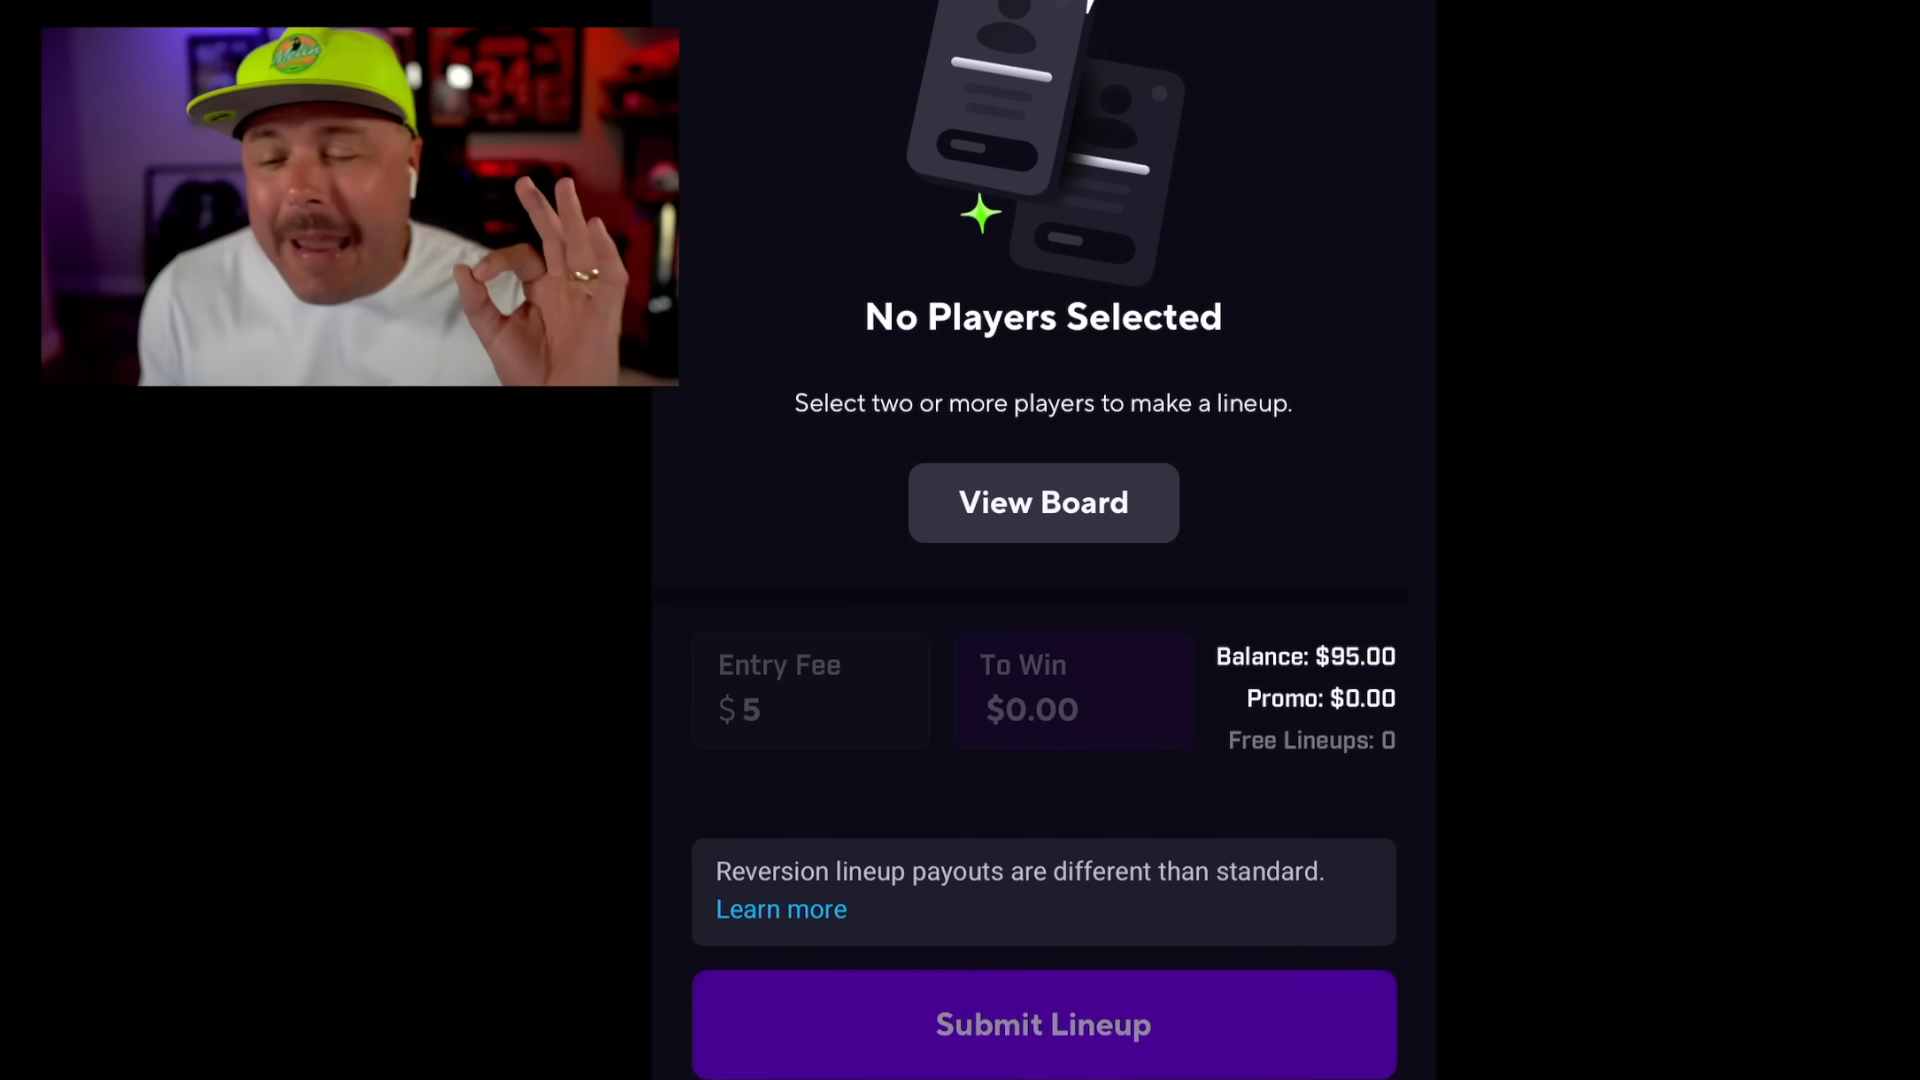 Melin
34
No Players Selected
Select two or more players to make a lineup.
View Board
Entry Fee
$ 5
To Win
$0.00
Balance: $95.00
Promo: $0.00
Free Lineups: 0
Reversion lineup payouts are different than standard.
Learn more
Submit Lineup